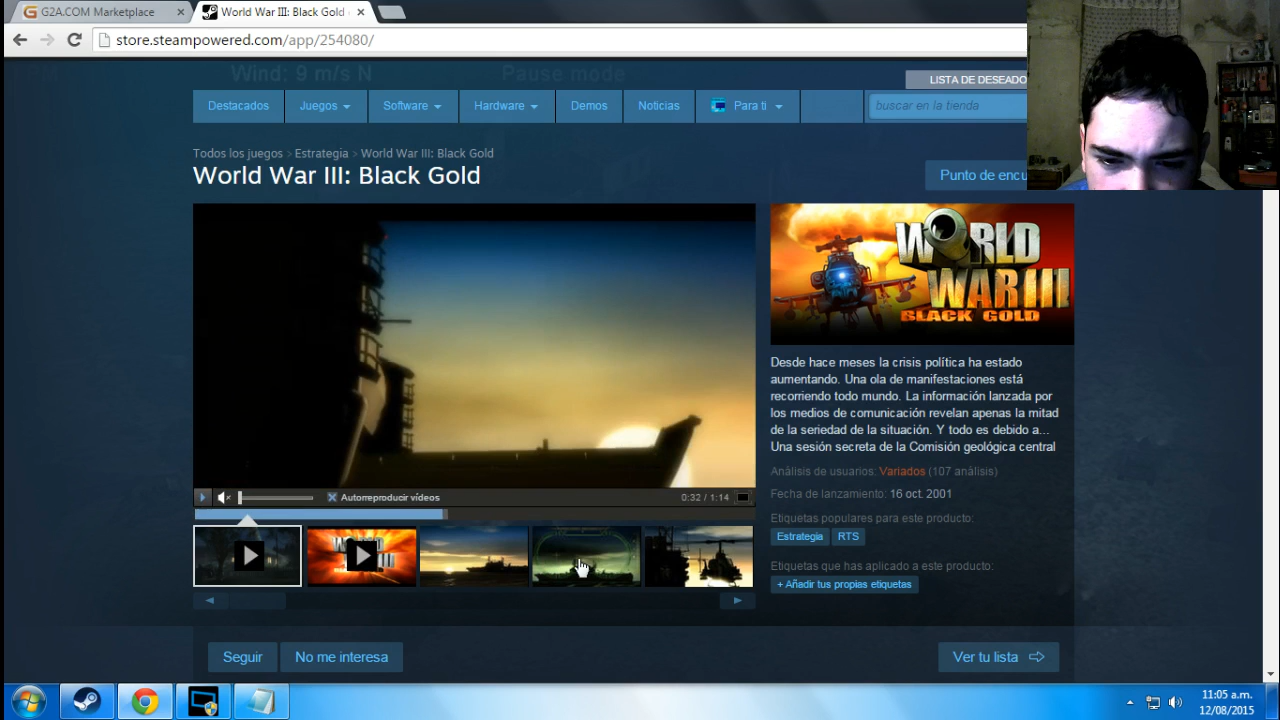 G2A.COM Marketplace
World War III: Black Gold
store.steampowered.com/app/254080/
Wind: 9 m/s N
Pause mode
LISTA DE DESEADO
Destacados
Juegos
Software
Hardware
Demos
Noticias
Para ti
buscar en la tienda
Todos los juegos > Estrategia > World War III: Black Gold
World War III: Black Gold
Punto de encu
WORLD
WAR III
BLACK GOLD
Desde hace meses la crisis política ha estado
aumentando. Una ola de manifestaciones está
recorriendo todo mundo. La información lanzada por
los medios de comunicación revelan apenas la mitad
de la seriedad de la situación. Y todo es debido a...
Una sesión secreta de la Comisión geológica central
Análisis de usuarios: Variados (107 análisis)
Fecha de lanzamiento: 16 oct. 2001
Etiquetas populares para este producto:
Estrategia
RTS
Etiquetas que has aplicado a este producto:
+ Añadir tus propias etiquetas
Autorreproducir vídeos
0:32 / 1:14
Seguir
No me interesa
Ver tu lista
11:05 a.m.
12/08/2015